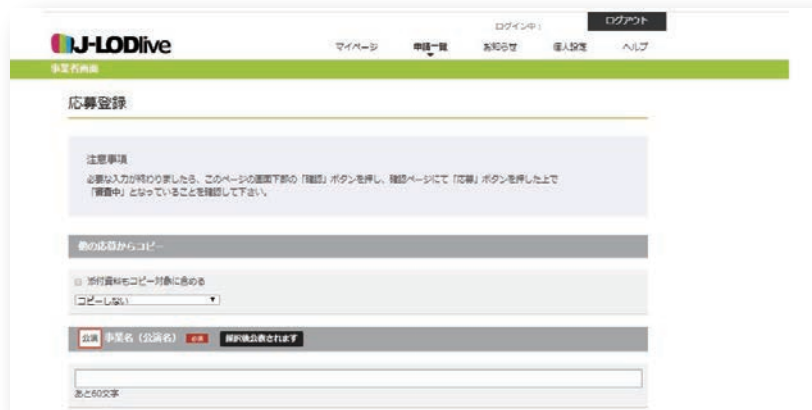 ログイン中: ログアウト
J-LODlive マイページ 申請一覧 お知らせ 個人設定 ヘルプ
事業者画面
応募登録
注意事項
必要な入力が終わりましたら、このページの画面下部の「確認」ボタンを押し、確認ページにて「応募」ボタンを押した上で
「審査中」となっていることを確認して下さい。
他の応募からコピー
添付資料もコピー対象に含める
コピーしない
公演 事業名（公演名） 必須 採択後公表されます
あと60文字